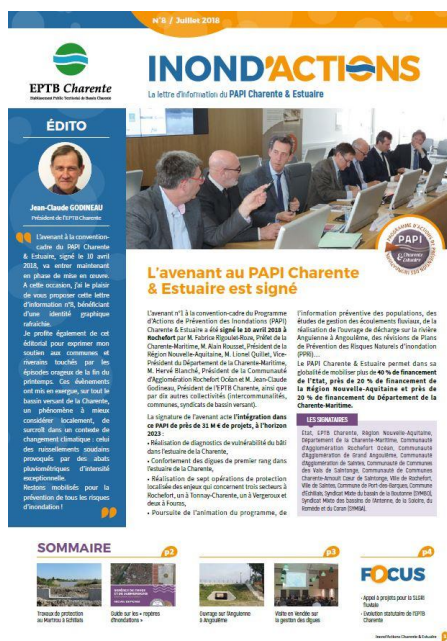 N°8 / Juillet 2018
EPTB Charente
Etablissement Public Territorial du Bassin Charente
INOND'ACTIONS
La lettre d'information du PAPI Charente & Estuaire
ÉDITO
Jean-Claude GODINEAU
Président de l'EPTB Charente
L'avenant à la convention-
cadre du PAPI Charente
& Estuaire, signé le 10 avril
2018, va entrer maintenant
en phase de mise en œuvre.
A cette occasion, j'ai le plaisir
de vous proposer cette lettre
d'information n°8, bénéficiant
d'une identité graphique
rafraichie.
Je profite également de cet
éditorial pour exprimer mon
soutien aux communes et
riverains touchés par les
épisodes orageux de la fin du
printemps. Ces évènements
ont mis en exergue, sur tout le
bassin versant de la Charente,
un phénomène à mieux
considérer localement, de
surcroît dans un contexte de
changement climatique : celui
des ruissellements soudains
provoqués par des abats
pluviométriques d'intensité
exceptionnelle.
Restons mobilisés pour la
prévention de tous les risques
d'inondation !
PAPI
Charente
Estuaire
L'avenant au PAPI Charente
& Estuaire est signé
L'avenant n°1 à la convention-cadre du Programme
d'Actions de Prévention des Inondations (PAPI)
Charente & Estuaire a été signé le 10 avril 2018 à
Rochefort par M. Fabrice Rigoulet-Roze, Préfet de la
Charente-Maritime, M. Alain Rousset, Président de la
Région Nouvelle-Aquitaine, M. Lionel Quillet, Vice-
Président du Département de la Charente-Maritime,
M. Hervé Blanché, Président de la Communauté
d'Agglomération Rochefort Océan et M. Jean-Claude
Godineau, Président de l'EPTB Charente, ainsi que
par dix autres collectivités (intercommunalités,
communes, syndicats de bassin versant).
La signature de l'avenant acte l'intégration dans
ce PAPI de près de 31 M € de projets, à l'horizon
2023 :
• Réalisation de diagnostics de vulnérabilité du bâti
dans l'estuaire de la Charente,
• Confortement des digues de premier rang dans
l'estuaire de la Charente,
• Réalisation de sept opérations de protection
localisée des enjeux qui concernent trois secteurs à
Rochefort, un à Tonnay-Charente, un à Vergeroux et
deux à Fouras,
• Poursuite de l'animation du programme, de
l'information préventive des populations, des
études de gestion des écoulements fluviaux, de la
réalisation de l'ouvrage de décharge sur la rivière
Anguienne à Angoulême, des révisions de Plans
de Prévention des Risques Naturels d'Inondation
(PPRI)...
Le PAPI Charente & Estuaire permet dans sa
globalité de mobiliser plus de 40 % de financement
de l'Etat, près de 20 % de financement de
la Région Nouvelle-Aquitaine et près de
20 % de financement du Département de la
Charente-Maritime.
LES SIGNATAIRES
Etat, EPTB Charente, Région Nouvelle-Aquitaine,
Département de la Charente-Maritime, Communauté
d'Agglomération Rochefort Océan, Communauté
d'Agglomération de Grand Angoulême, Communauté
d'Agglomération de Saintes, Communauté de Communes
des Vals de Saintonge, Communauté de Communes
Charente-Arnoult Cœur de Saintonge, Ville de Rochefort,
Ville de Saintes, Commune de Port-des-Barques, Commune
d'Echillais, Syndicat Mixte du bassin de la Boutonne (SYMBO),
Syndicat Mixte des bassins de l'Antenne, de la Soloire, du
Romède et du Coran (SYMBA).
SOMMAIRE
p2
Travaux de protection
au Martrou à Echillais
Guide sur les « repères
d'inondations »
p3
Ouvrage sur l'Anguienne
à Angoulême
Visite en Vendée sur
la gestion des digues
p4
FOCUS
- Appel à projets pour la SLGRI
fluviale
- Evolution statutaire de l'EPTB
Charente
Inond'Actions Charente & Estuaire